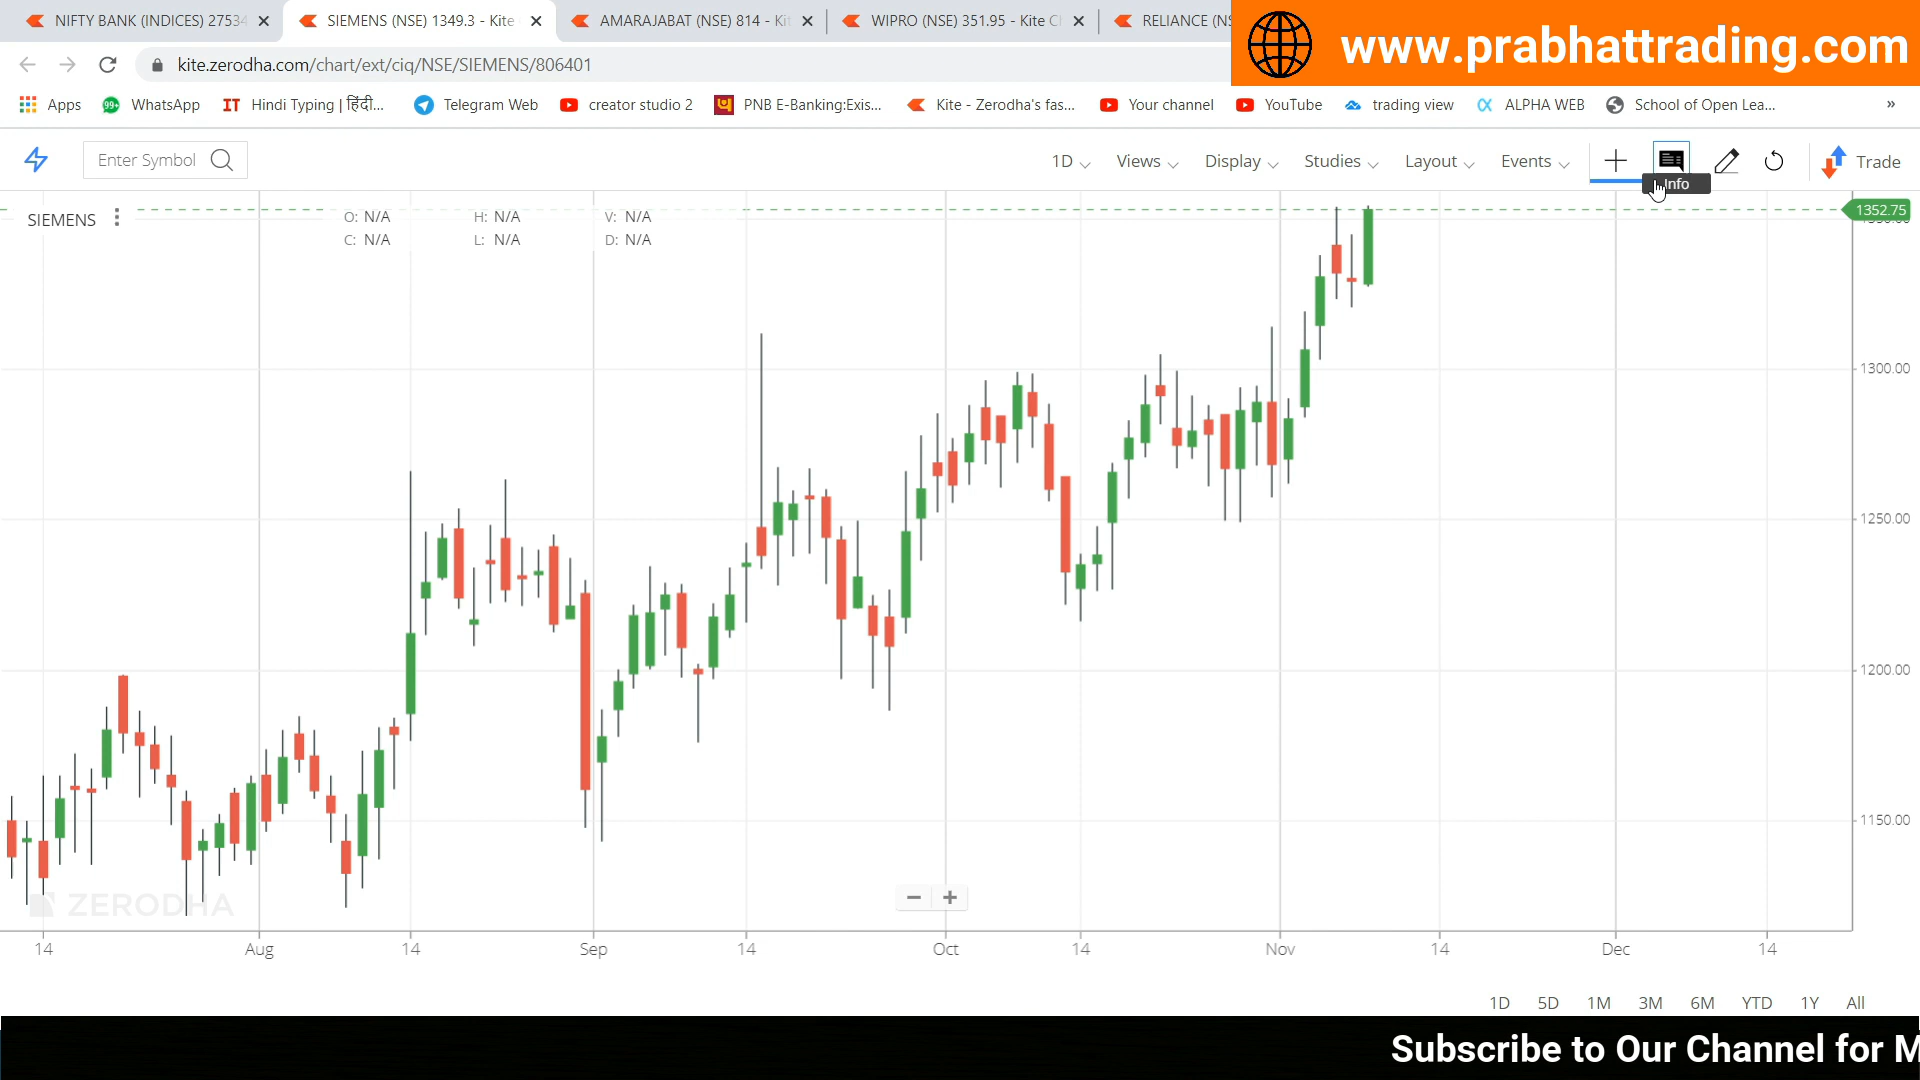 NIFTY BANK (INDICES) 27534
SIEMENS (NSE) 1349.3 - Kite
AMARAJABAT (NSE) 814 - Ki
WIPRO (NSE) 351.95 - Kite C
RELIANCE (NS
www.prabhattrading.com
kite.zerodha.com/chart/ext/ciq/NSE/SIEMENS/806401
Apps
99+
WhatsApp
IT
Hindi Typing | हिंदी...
Telegram Web
creator studio 2
PNB E-Banking:Exis...
Kite - Zerodha's fas...
Your channel
YouTube
trading view
ALPHA WEB
School of Open Lea...
»
Enter Symbol
1D
Views
Display
Studies
Layout
Events
Trade
Info
SIEMENS
O: N/A H: N/A V: N/A
C: N/A L: N/A D: N/A
1352.75
1300.00
1250.00
1200.00
1150.00
ZERODHA
14 Aug 14 Sep 14 Oct 14 Nov 14 Dec 14
1D 5D 1M 3M 6M YTD 1Y All
Subscribe to Our Channel for M